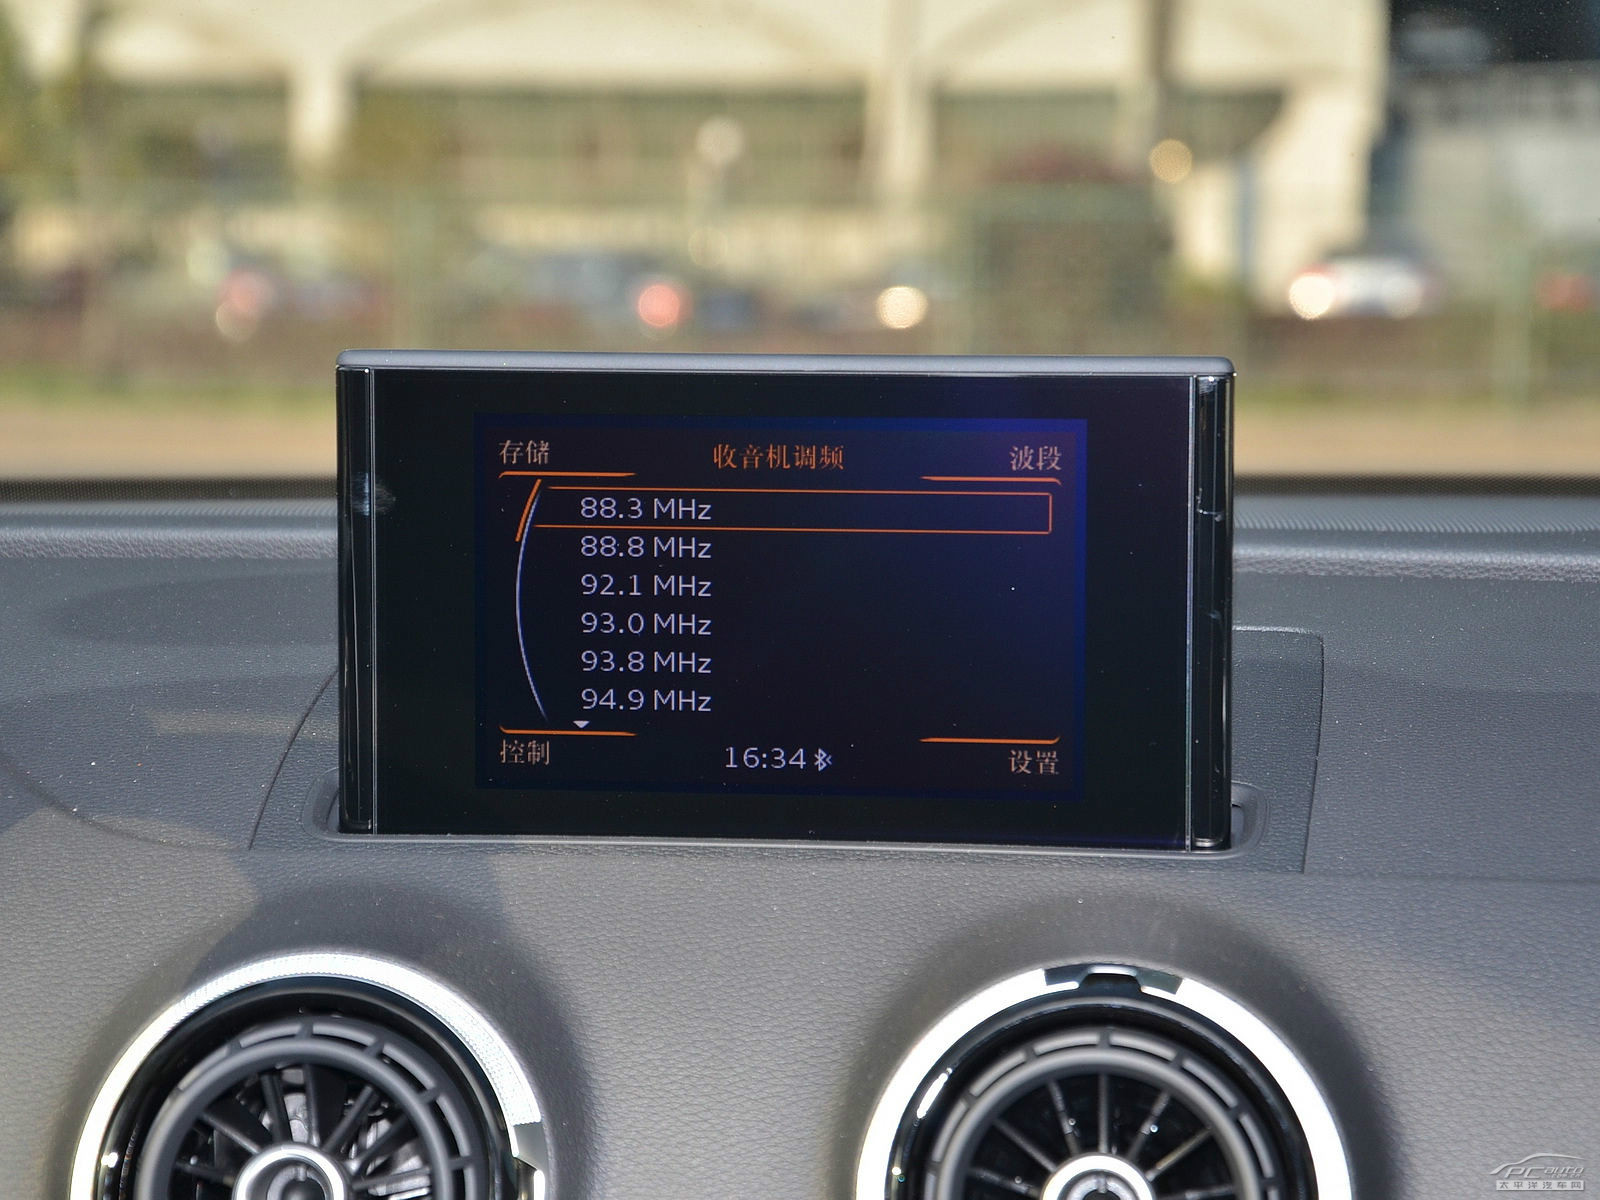 存储 收音机调频 波段
88.3 MHz
88.8 MHz
92.1 MHz
93.0 MHz
93.8 MHz
94.9 MHz
控制 16:34 设置
PCauto
太平洋汽车网